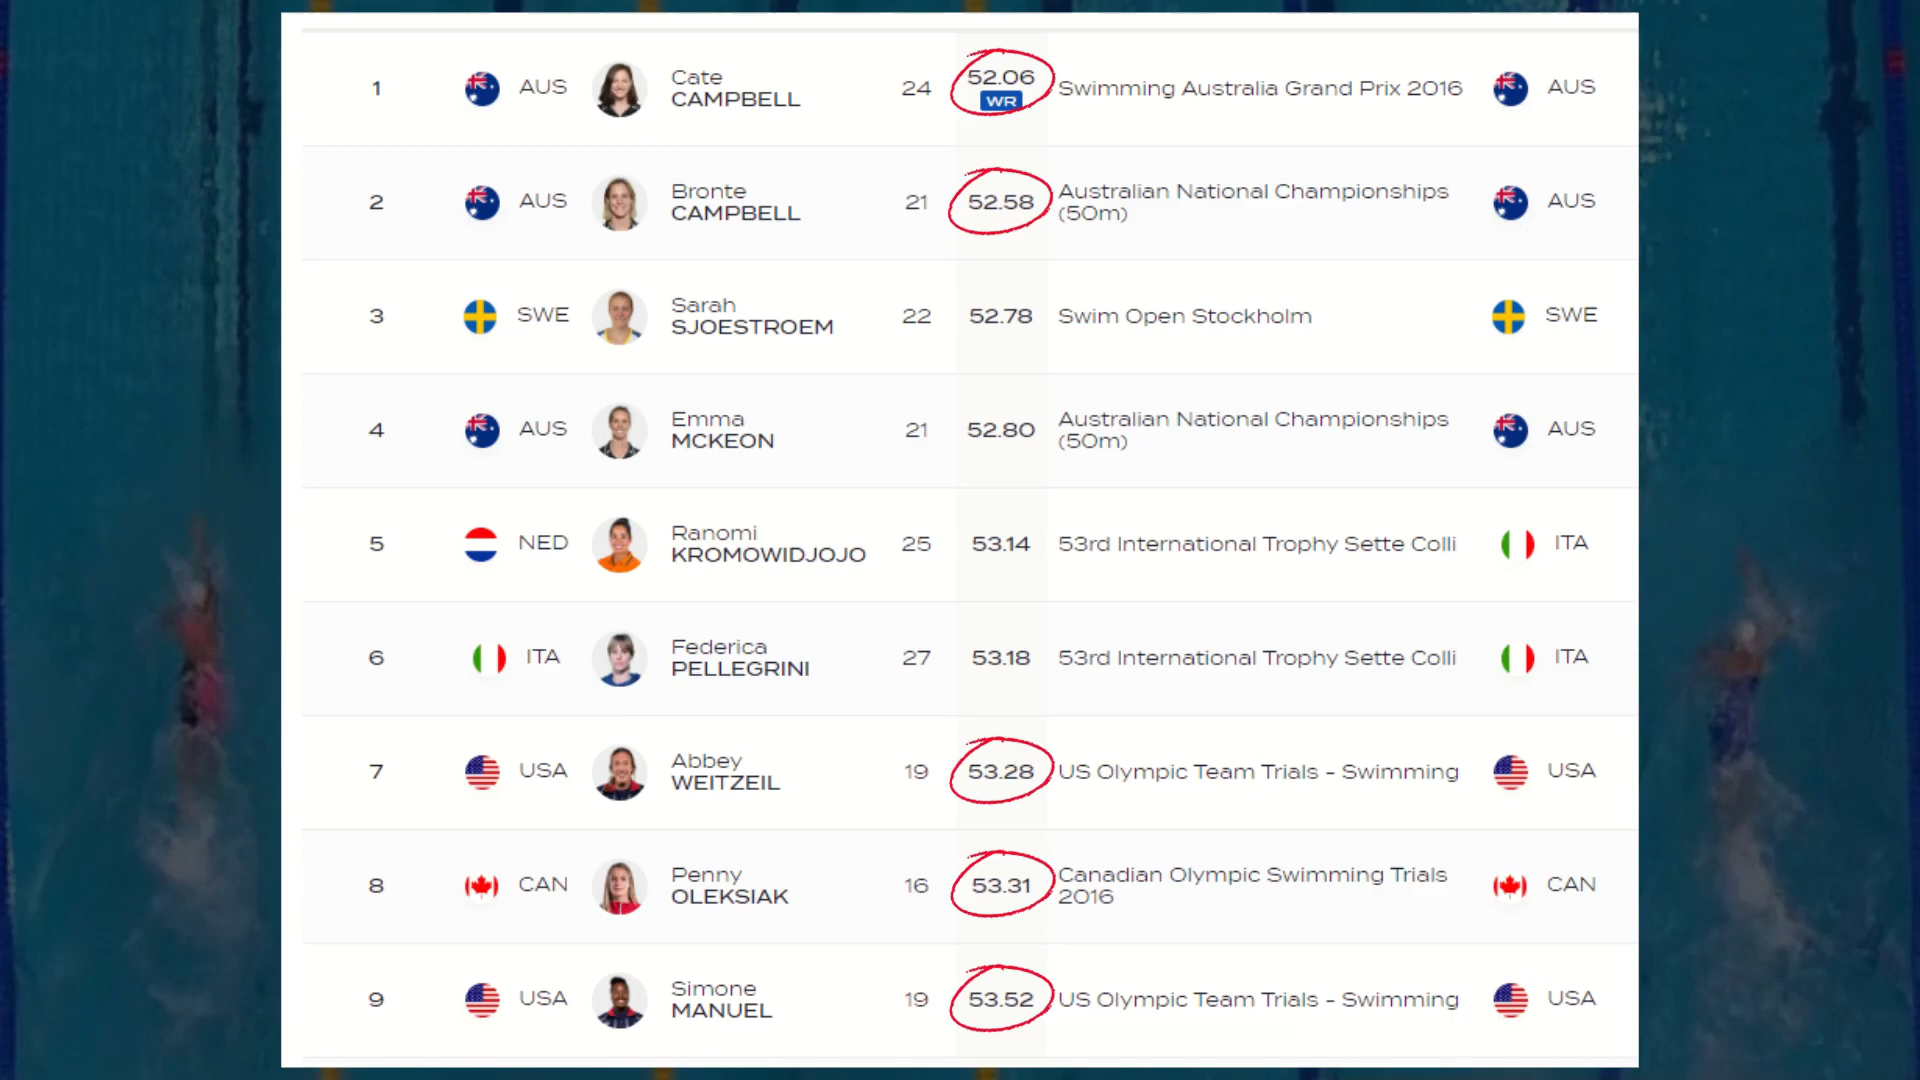 1 AUS Cate CAMPBELL 24 52.06 WR Swimming Australia Grand Prix 2016 AUS
2 AUS Bronte CAMPBELL 21 52.58 Australian National Championships (50m) AUS
3 SWE Sarah SJOESTROEM 22 52.78 Swim Open Stockholm SWE
4 AUS Emma MCKEON 21 52.80 Australian National Championships (50m) AUS
5 NED Ranomi KROMOWIDJOJO 25 53.14 53rd International Trophy Sette Colli ITA
6 ITA Federica PELLEGRINI 27 53.18 53rd International Trophy Sette Colli ITA
7 USA Abbey WEITZEIL 19 53.28 US Olympic Team Trials - Swimming USA
8 CAN Penny OLEKSIAK 16 53.31 Canadian Olympic Swimming Trials 2016 CAN
9 USA Simone MANUEL 19 53.52 US Olympic Team Trials - Swimming USA